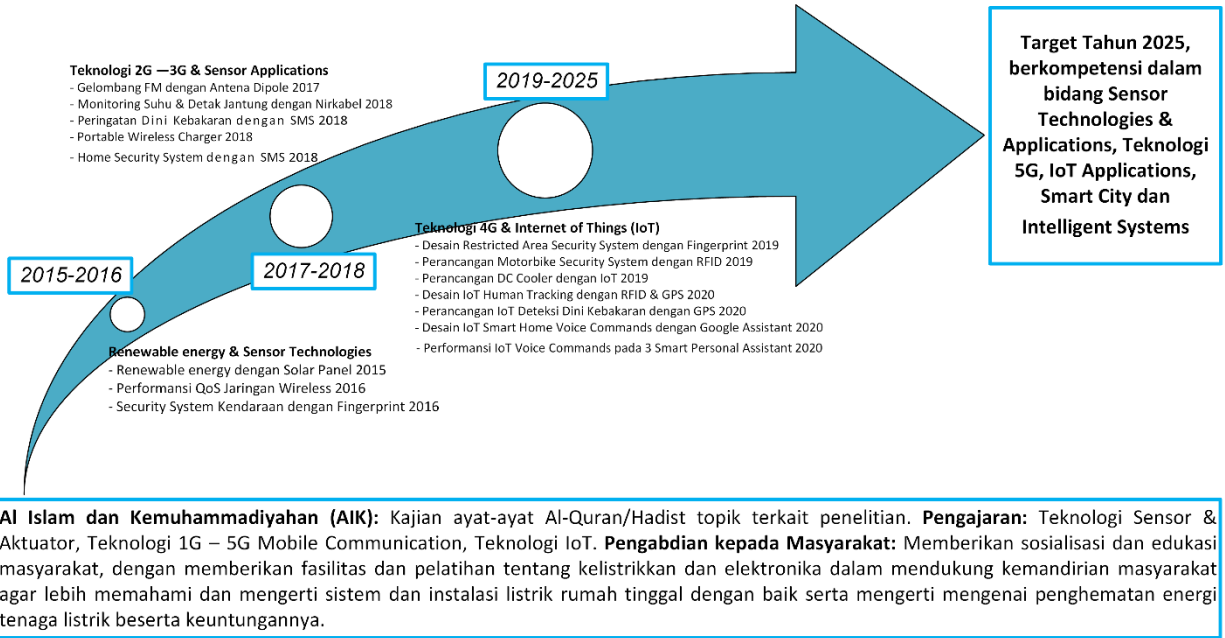 Target Tahun 2025,
berkompetensi dalam
bidang Sensor
Technologies &
Applications, Teknologi
5G, IoT Applications,
Smart City dan
Intelligent Systems
2019-2025
Teknologi 2G —3G & Sensor Applications
- Gelombang FM dengan Antena Dipole 2017
- Monitoring Suhu & Detak Jantung dengan Nirkabel 2018
- Peringatan Dini Kebakaran dengan SMS 2018
- Portable Wireless Charger 2018
- Home Security System dengan SMS 2018
2017-2018
Teknologi 4G & Internet of Things (IoT)
- Desain Restricted Area Security System dengan Fingerprint 2019
- Perancangan Motorbike Security System dengan RFID 2019
- Perancangan DC Cooler dengan IoT 2019
- Desain IoT Human Tracking dengan RFID & GPS 2020
- Perancangan IoT Deteksi Dini Kebakaran dengan GPS 2020
- Desain IoT Smart Home Voice Commands dengan Google Assistant 2020
- Performansi IoT Voice Commands pada 3 Smart Personal Assistant 2020
2015-2016
Renewable energy & Sensor Technologies
- Renewable energy dengan Solar Panel 2015
- Performansi QoS Jaringan Wireless 2016
- Security System Kendaraan dengan Fingerprint 2016
Al Islam dan Kemuhammadiyahan (AIK): Kajian ayat-ayat Al-Quran/Hadist topik terkait penelitian. Pengajaran: Teknologi Sensor &
Aktuator, Teknologi 1G – 5G Mobile Communication, Teknologi IoT. Pengabdian kepada Masyarakat: Memberikan sosialisasi dan edukasi
masyarakat, dengan memberikan fasilitas dan pelatihan tentang kelistrikkan dan elektronika dalam mendukung kemandirian masyarakat
agar lebih memahami dan mengerti sistem dan instalasi listrik rumah tinggal dengan baik serta mengerti mengenai penghematan energi
tenaga listrik beserta keuntungannya.